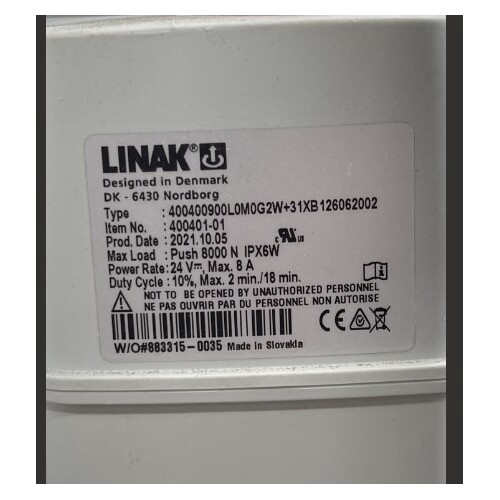 LINAK®
Designed in Denmark
DK - 6430 Nordborg
Type : 400400900L0M0G2W+31XB126062002
Item No. : 400401-01
Prod. Date : 2021.10.05
Max Load : Push 8000 N IPX6W
Power Rate : 24 V⎓, Max. 8 A
Duty Cycle : 10%, Max. 2 min./18 min.
NOT TO BE OPENED BY UNAUTHORIZED PERSONNEL
NE PAS OUVRIR PAR DU PERSONNEL NON AUTORISE
W/O#883315-0035 Made in Slovakia